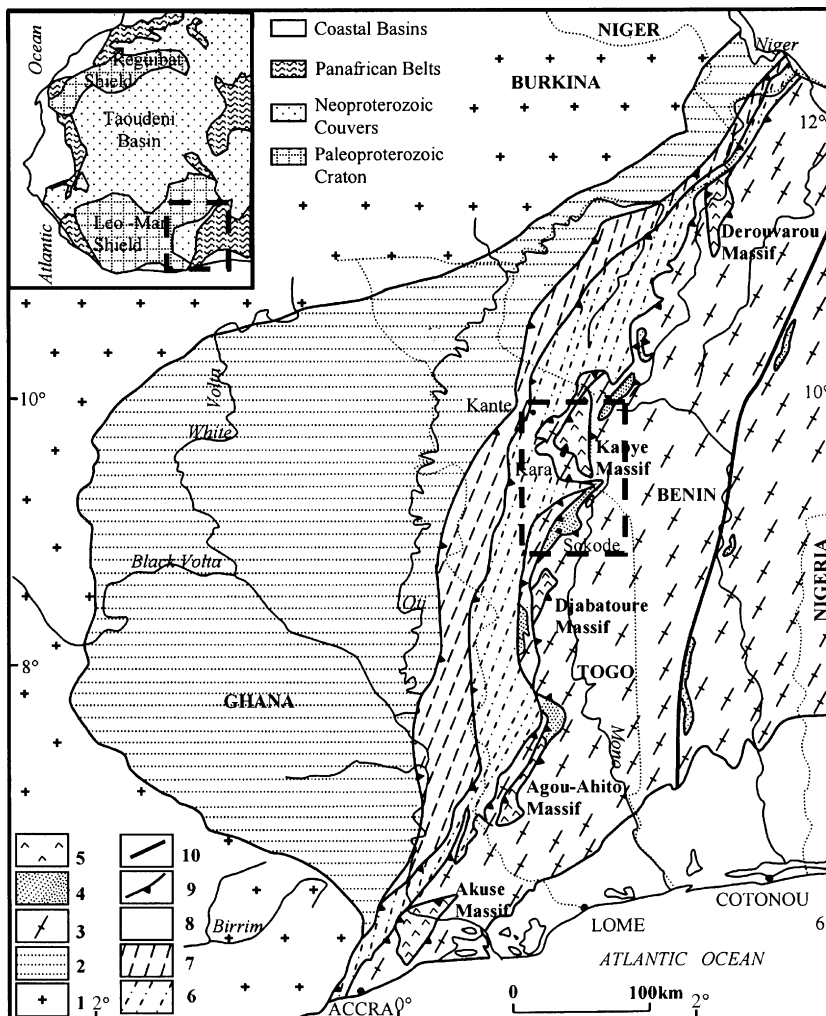 Ocean
Reguibat
Shield
Taoudeni
Basin
Leo -Man
Shield
Atlantic
Coastal Basins
Panafrican Belts
Neoproterozoic
Couvers
Paleoproterozoic
Craton
NIGER
Niger
BURKINA
12°
Derouvarou
Massif
10°
Volta
White
Kante
10°
Kara
Kabye
Massif
BENIN
Sokode
Black Volta
Oti
Djabatoure
Massif
NIGERIA
8°
GHANA
TOGO
Mono
Agou-Ahito
Massif
5
10
4
9
3
8
2
7
1
6
Birrim
Akuse
Massif
LOME
COTONOU
6
ATLANTIC OCEAN
2°
ACCRA
0°
0
100km
2°